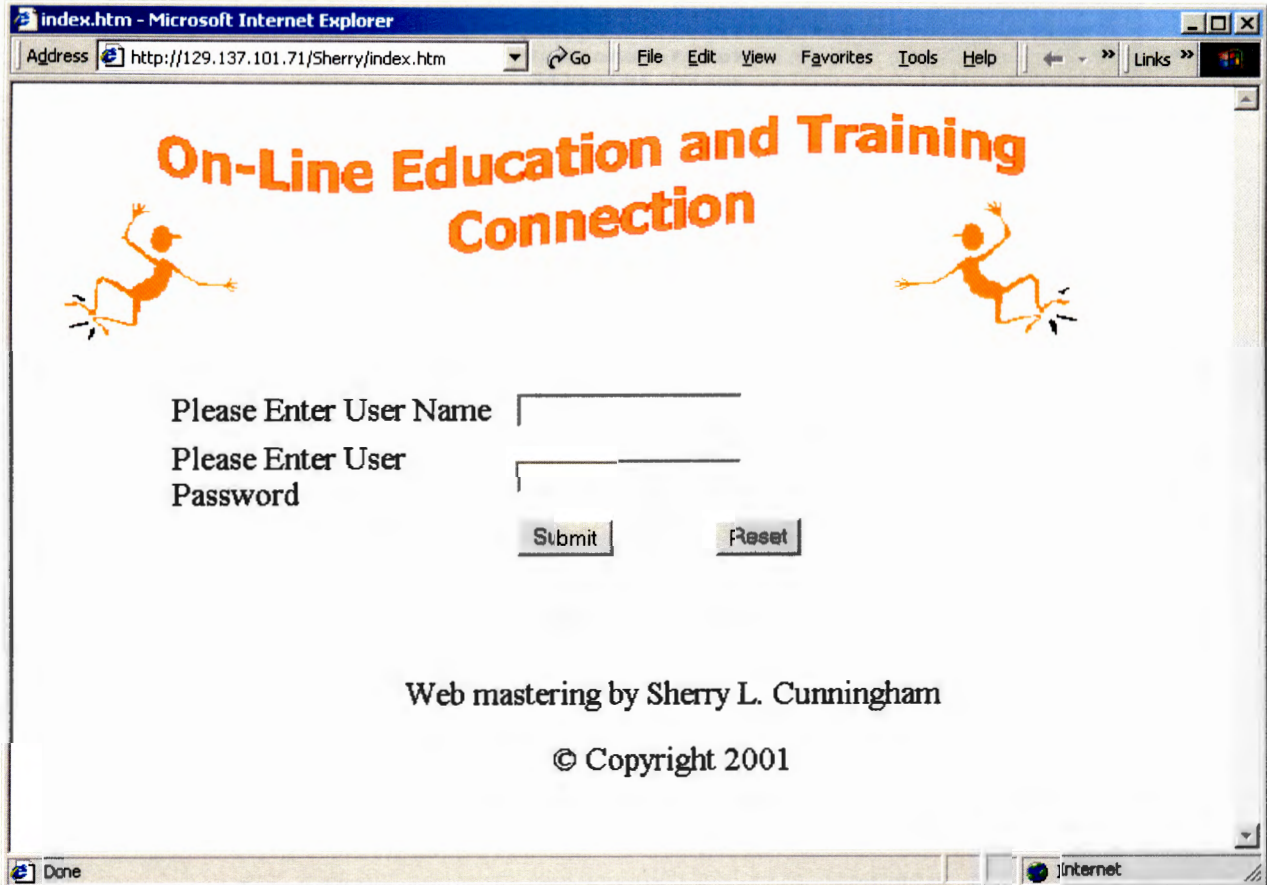 index.htm - Microsoft Internet Explorer
Address http://129.137.101.71/Sherry/index.htm Go File Edit View Favorites Tools Help » Links »
On-Line Education and Training
Connection
Please Enter User Name
Please Enter User
Password
Submit Reset
Web mastering by Sherry L. Cunningham
© Copyright 2001
Done Internet